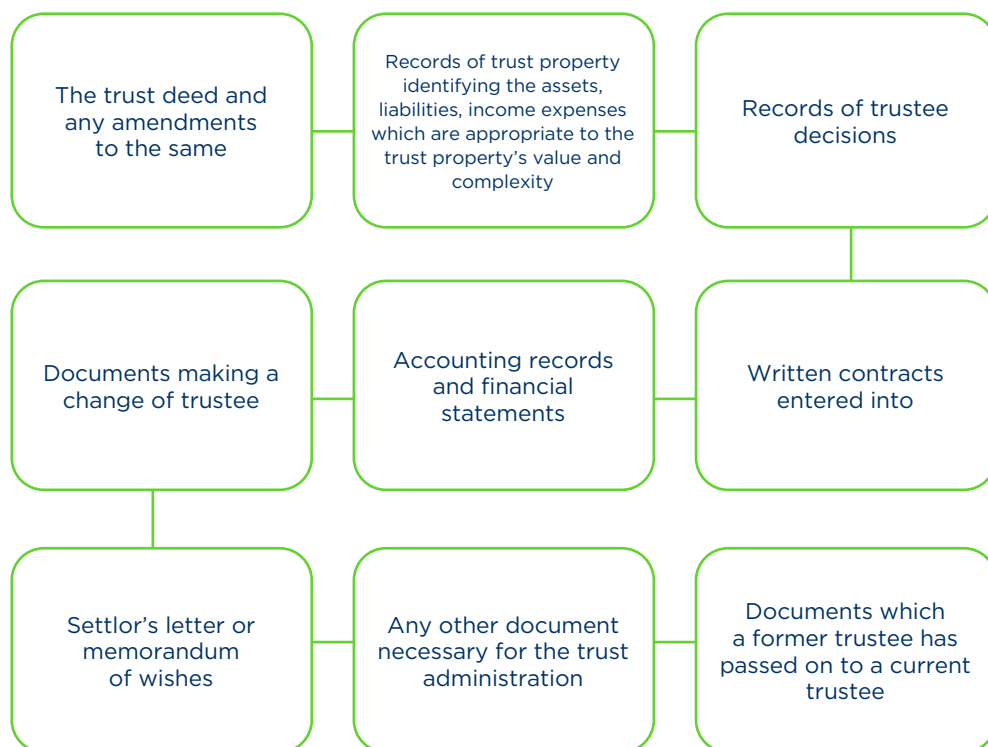 The trust deed and
any amendments
to the same
Records of trust property
identifying the assets,
liabilities, income expenses
which are appropriate to the
trust property’s value and
complexity
Records of trustee
decisions
Documents making a
change of trustee
Accounting records
and financial
statements
Written contracts
entered into
Settlor’s letter or
memorandum
of wishes
Any other document
necessary for the trust
administration
Documents which
a former trustee has
passed on to a current
trustee